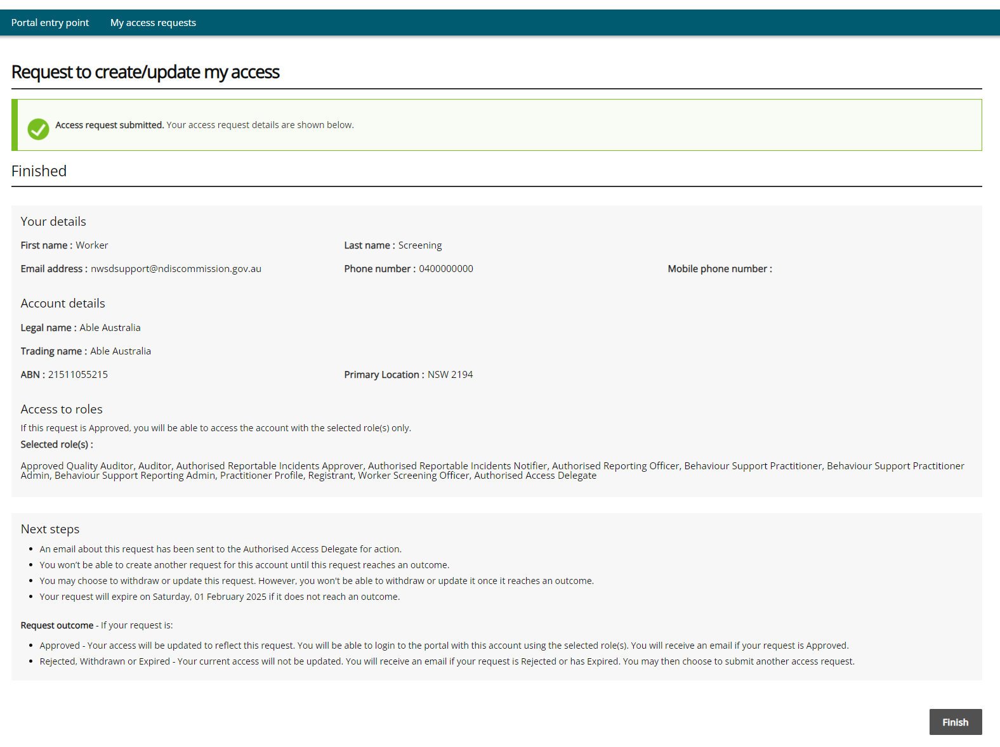 Portal entry point My access requests
Request to create/update my access
Access request submitted. Your access request details are shown below.
Finished
Your details
First name : Worker Last name : Screening
Email address : nwsdsupport@ndiscommission.gov.au Phone number : 0400000000 Mobile phone number :
Account details
Legal name : Able Australia
Trading name : Able Australia
ABN : 21511055215 Primary Location : NSW 2194
Access to roles
If this request is Approved, you will be able to access the account with the selected role(s) only.
Selected role(s) :
Approved Quality Auditor, Auditor, Authorised Reportable Incidents Approver, Authorised Reportable Incidents Notifier, Authorised Reporting Officer, Behaviour Support Practitioner, Behaviour Support Practitioner
Admin, Behaviour Support Reporting Admin, Practitioner Profile, Registrant, Worker Screening Officer, Authorised Access Delegate
Next steps
• An email about this request has been sent to the Authorised Access Delegate for action.
• You won't be able to create another request for this account until this request reaches an outcome.
• You may choose to withdraw or update this request. However, you won't be able to withdraw or update it once it reaches an outcome.
• Your request will expire on Saturday, 01 February 2025 if it does not reach an outcome.
Request outcome - If your request is:
• Approved - Your access will be updated to reflect this request. You will be able to login to the portal with this account using the selected role(s). You will receive an email if your request is Approved.
• Rejected, Withdrawn or Expired - Your current access will not be updated. You will receive an email if your request is Rejected or has Expired. You may then choose to submit another access request.
Finish